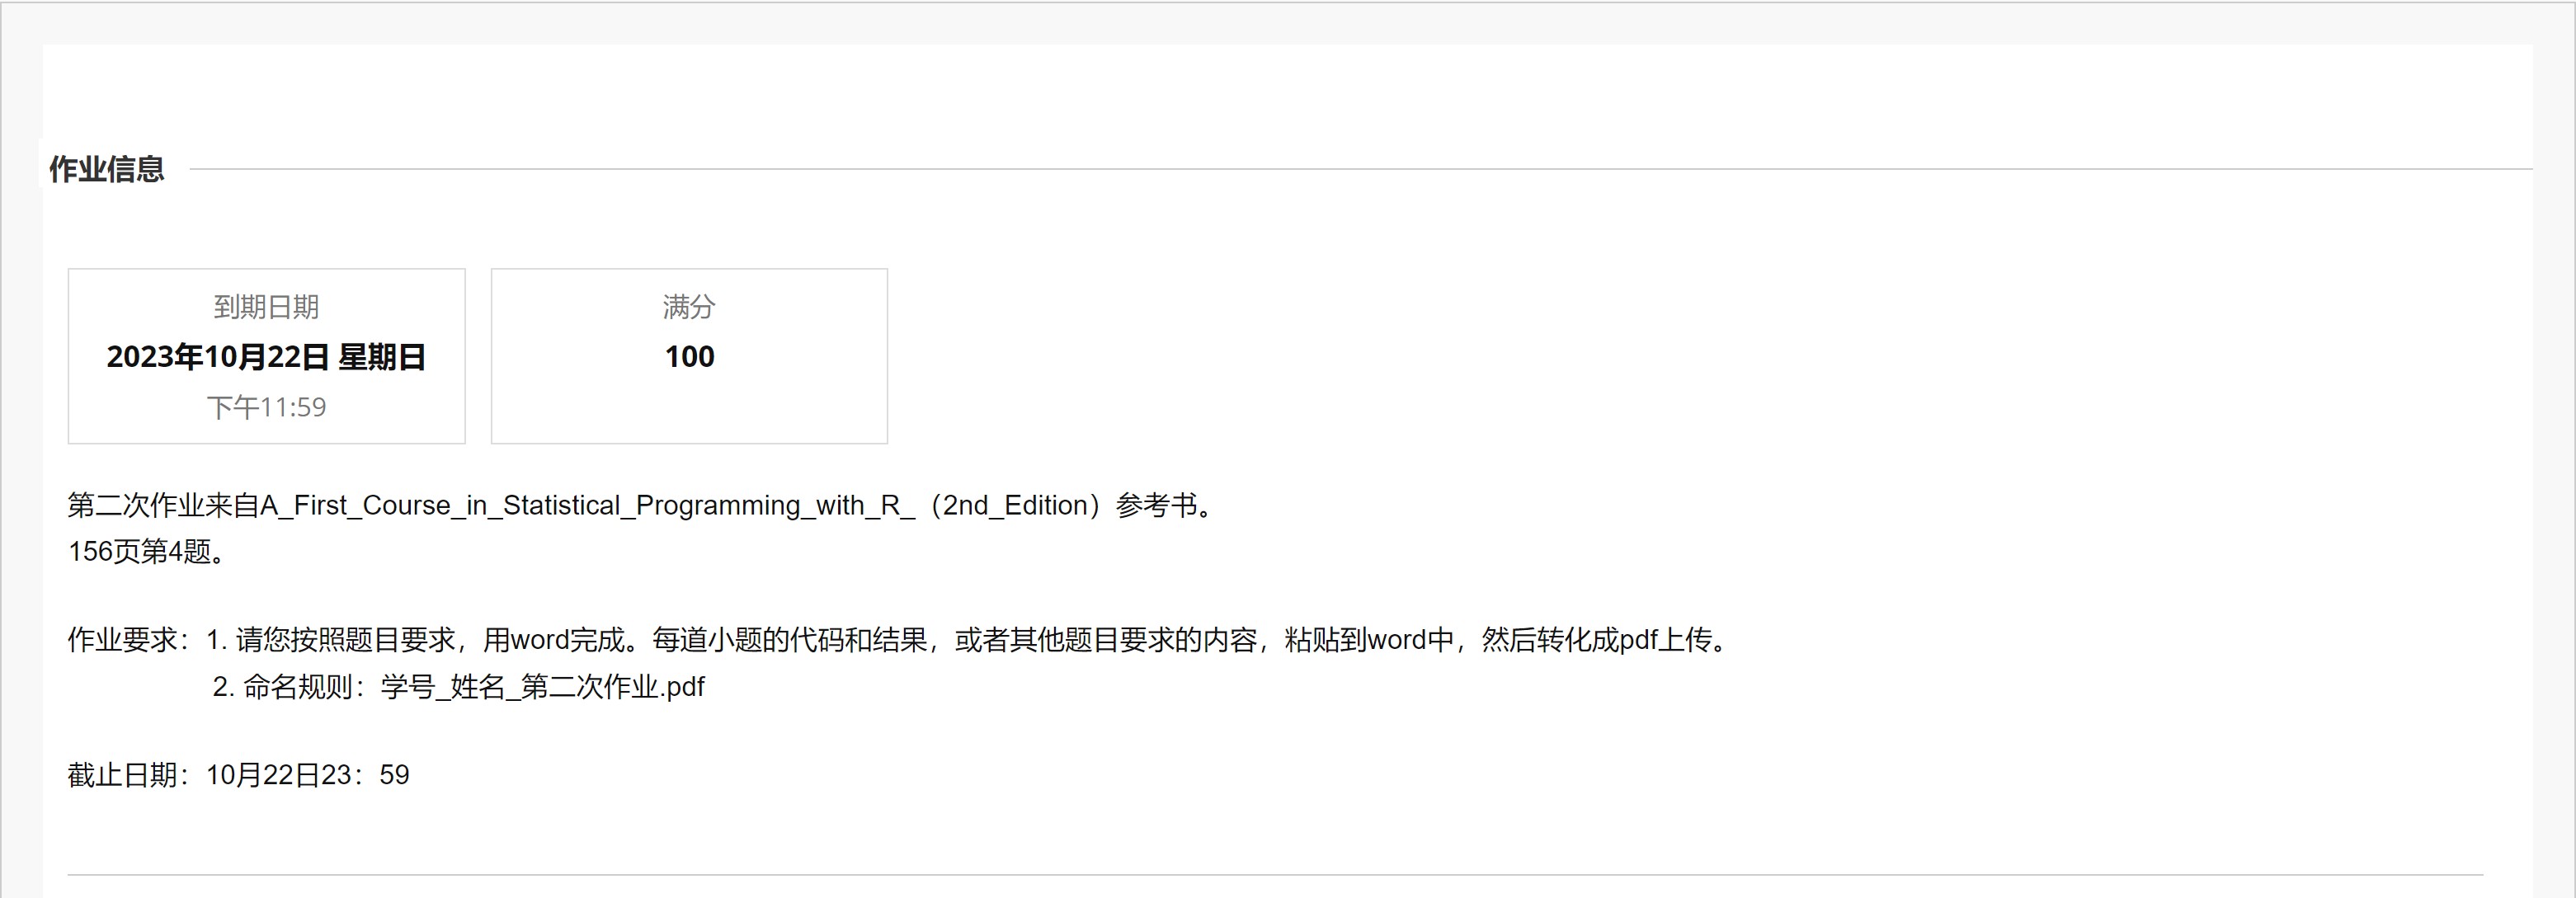 作业信息
到期日期
2023年10月22日 星期日
下午11:59
满分
100
第二次作业来自A_First_Course_in_Statistical_Programming_with_R_（2nd_Edition）参考书。
156页第4题。
作业要求：1. 请您按照题目要求，用word完成。每道小题的代码和结果，或者其他题目要求的内容，粘贴到word中，然后转化成pdf上传。
2. 命名规则：学号_姓名_第二次作业.pdf
截止日期：10月22日23：59